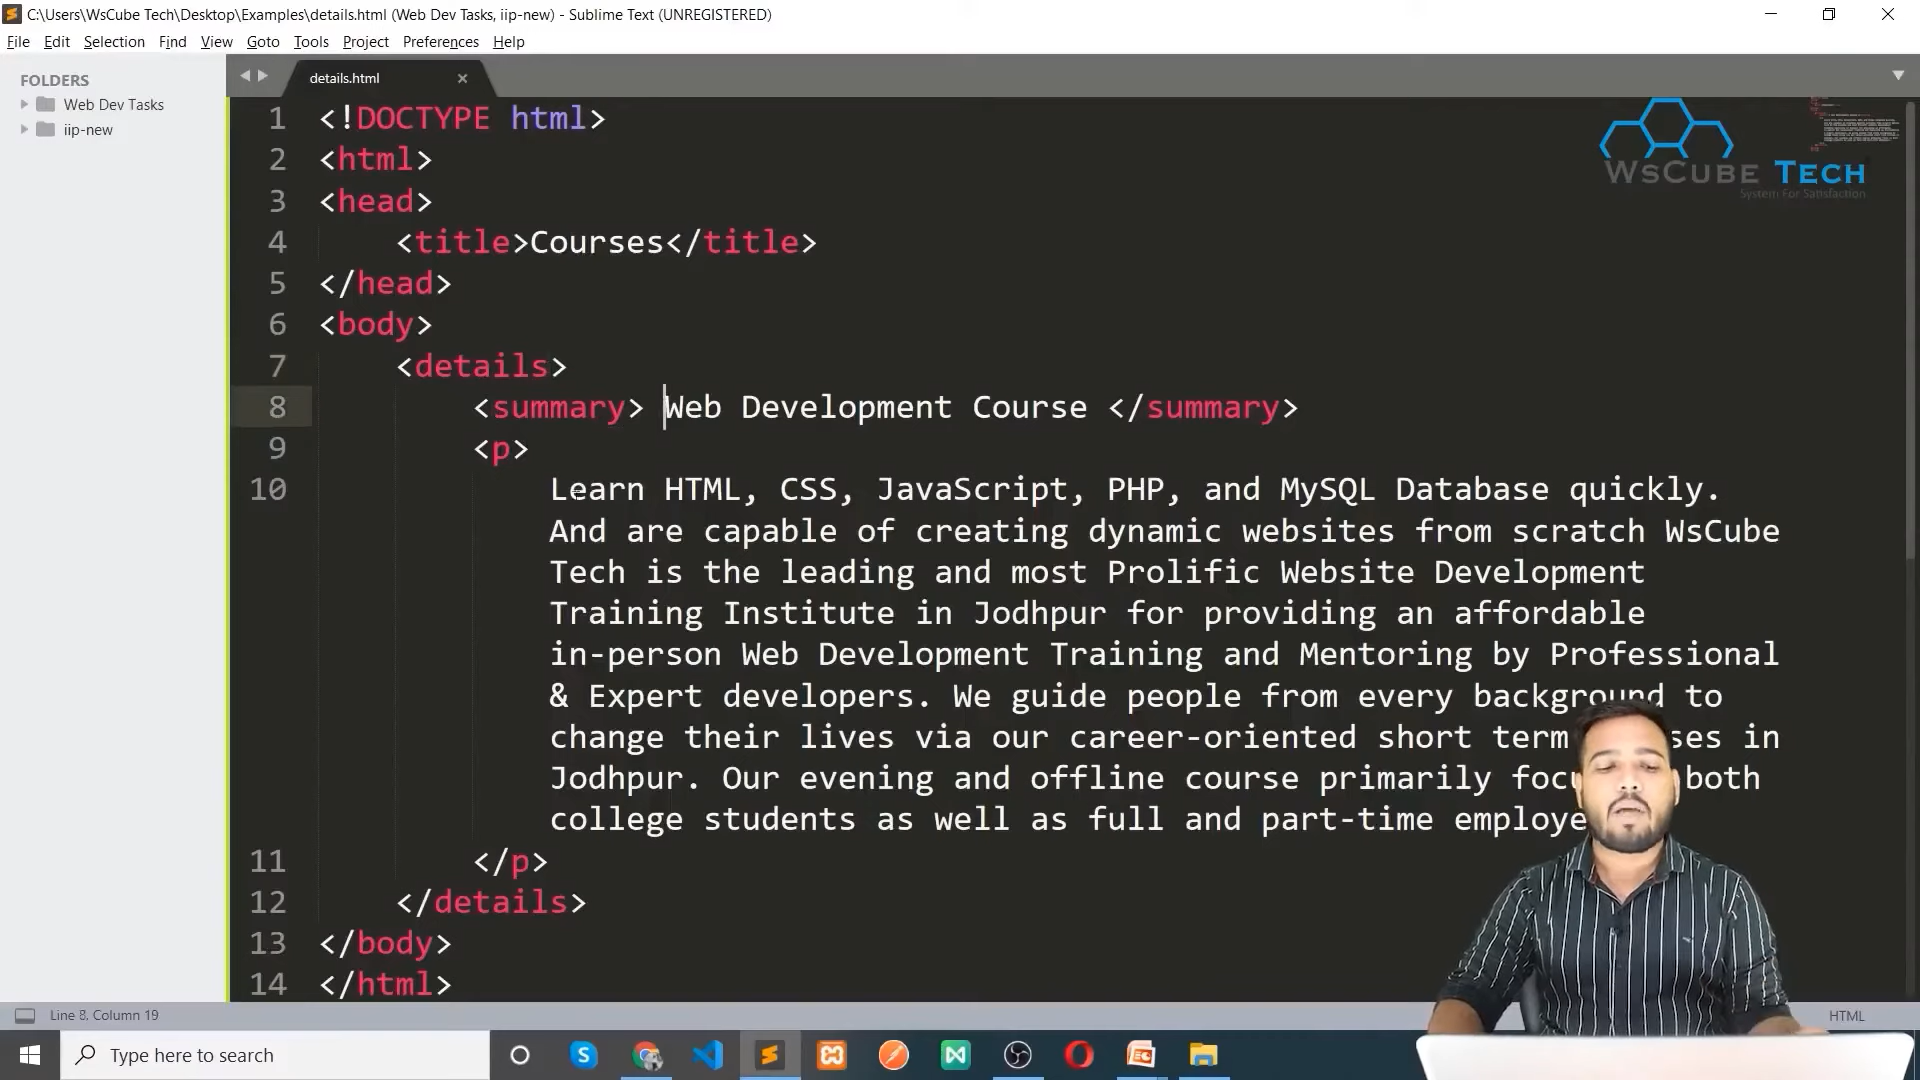 C:\Users\WsCube Tech\Desktop\Examples\details.html (Web Dev Tasks, iip-new) - Sublime Text (UNREGISTERED)
File Edit Selection Find View Goto Tools Project Preferences Help
FOLDERS
Web Dev Tasks
iip-new
details.html
1 <!DOCTYPE html>
2 <html>
3 <head>
4 <title>Courses</title>
5 </head>
6 <body>
7 <details>
8 <summary> Web Development Course </summary>
9 <p>
10 Learn HTML, CSS, JavaScript, PHP, and MySQL Database quickly.
And are capable of creating dynamic websites from scratch WsCube
Tech is the leading and most Prolific Website Development
Training Institute in Jodhpur for providing an affordable
in-person Web Development Training and Mentoring by Professional
& Expert developers. We guide people from every background to
change their lives via our career-oriented short term in
Jodhpur. Our evening and offline course primarily both
college students as well as full and part-time
11 </p>
12 </details>
13 </body>
14 </html>
WsCube Tech
System For Satisfaction
Line 8, Column 19
HTML
Type here to search